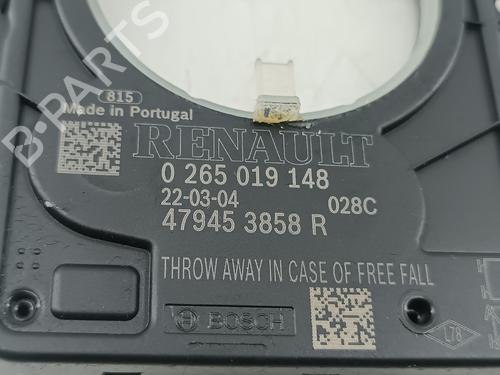 B-PARTS
815
Made in Portugal
RENAULT
0 265 019 148
22-03-04 028C
47945 3858 R
THROW AWAY IN CASE OF FREE FALL
BOSCH
L78